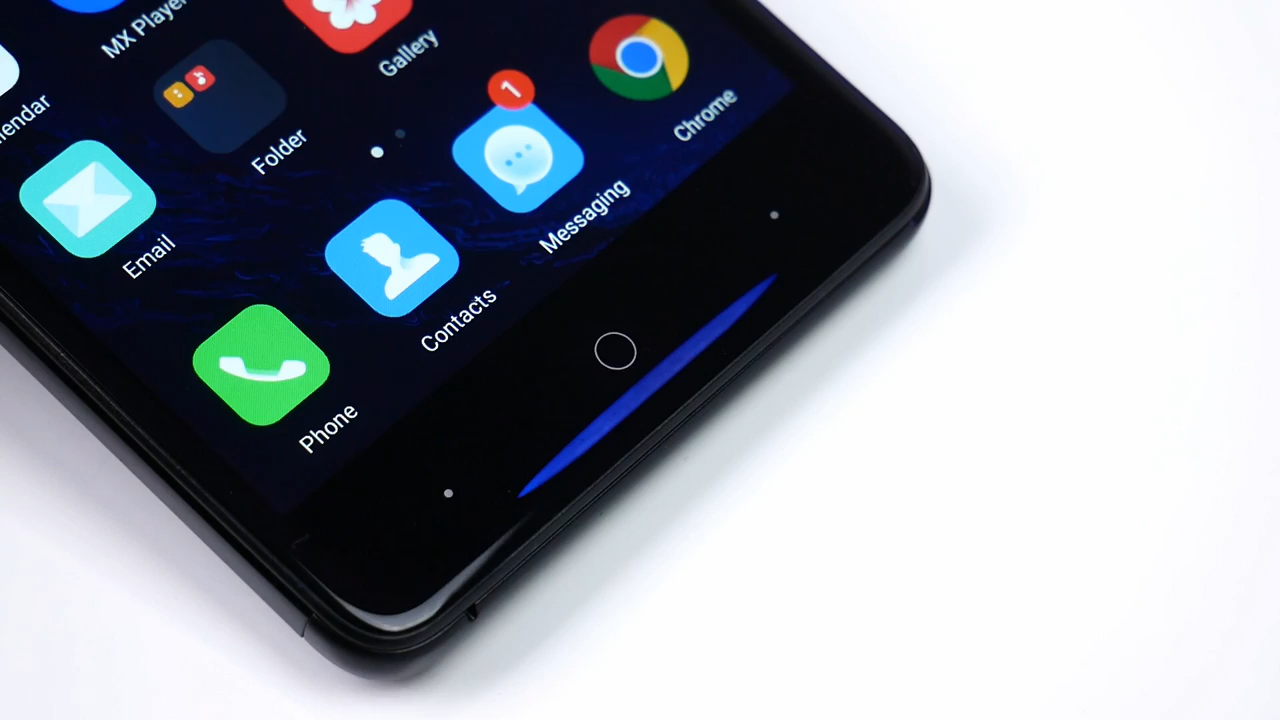 MX Player
Gallery
Chrome
endar
Folder
1
Messaging
Email
Contacts
Phone